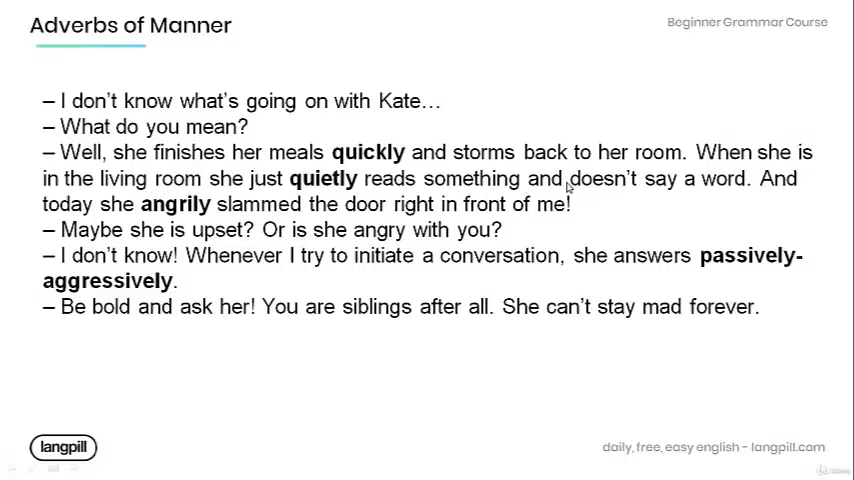 Adverbs of Manner
Beginner Grammar Course
– I don't know what's going on with Kate...
– What do you mean?
– Well, she finishes her meals quickly and storms back to her room. When she is
in the living room she just quietly reads something and doesn't say a word. And
today she angrily slammed the door right in front of me!
– Maybe she is upset? Or is she angry with you?
– I don't know! Whenever I try to initiate a conversation, she answers passively-
aggressively.
– Be bold and ask her! You are siblings after all. She can't stay mad forever.
langpill
daily, free, easy english - langpill.com